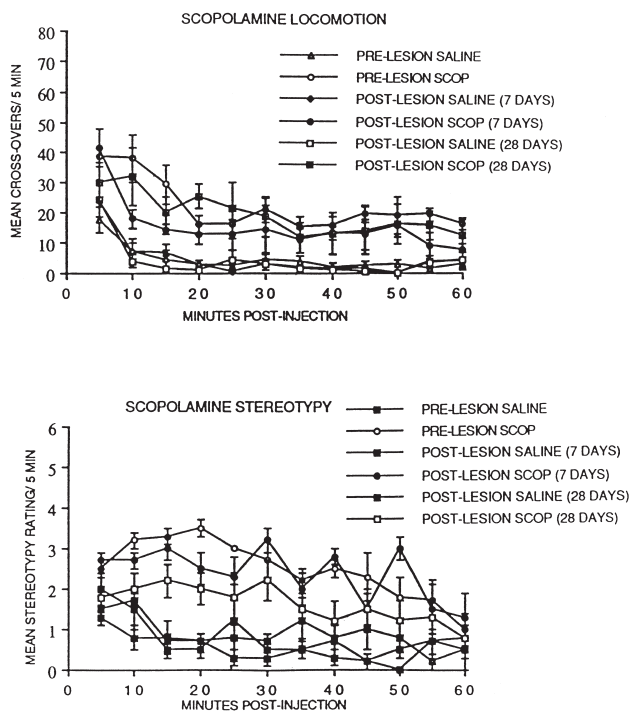 SCOPOLAMINE LOCOMOTION
80
70
60
50
40
30
20
10
0
MEAN CROSS-OVERS/ 5 MIN
PRE-LESION SALINE
PRE-LESION SCOP
POST-LESION SALINE (7 DAYS)
POST-LESION SCOP (7 DAYS)
POST-LESION SALINE (28 DAYS)
POST-LESION SCOP (28 DAYS)
0 10 20 30 40 50 60
MINUTES POST-INJECTION
SCOPOLAMINE STEREOTYPY
6
5
4
3
2
1
0
MEAN STEREOTYPY RATING/ 5 MIN
PRE-LESION SALINE
PRE-LESION SCOP
POST-LESION SALINE (7 DAYS)
POST-LESION SCOP (7 DAYS)
POST-LESION SALINE (28 DAYS)
POST-LESION SCOP (28 DAYS)
0 10 20 30 40 50 60
MINUTES POST-INJECTION